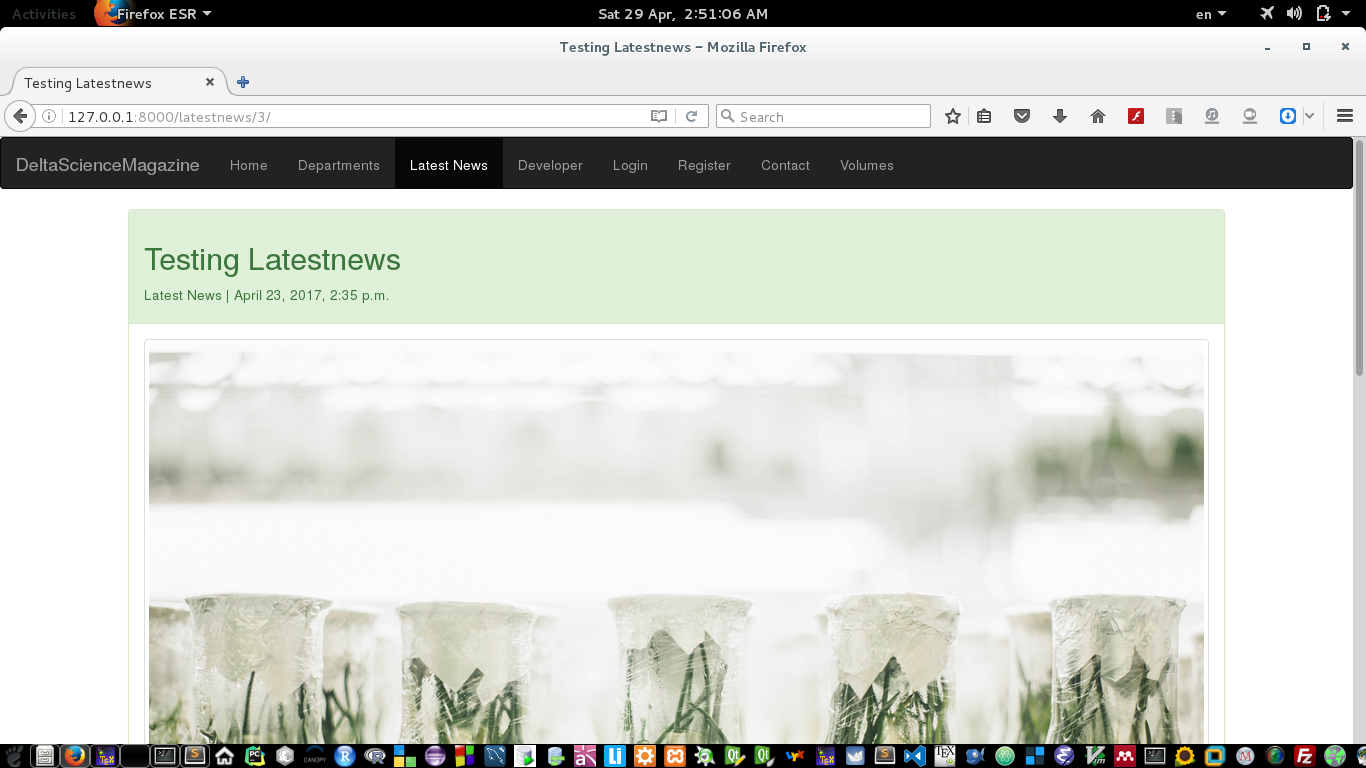 Activities Firefox ESR Sat 29 Apr, 2:51:06 AM en
Testing Latestnews – Mozilla Firefox
Testing Latestnews
127.0.0.1:8000/latestnews/3/ Search
DeltaScienceMagazine Home Departments Latest News Developer Login Register Contact Volumes
Testing Latestnews
Latest News | April 23, 2017, 2:35 p.m.